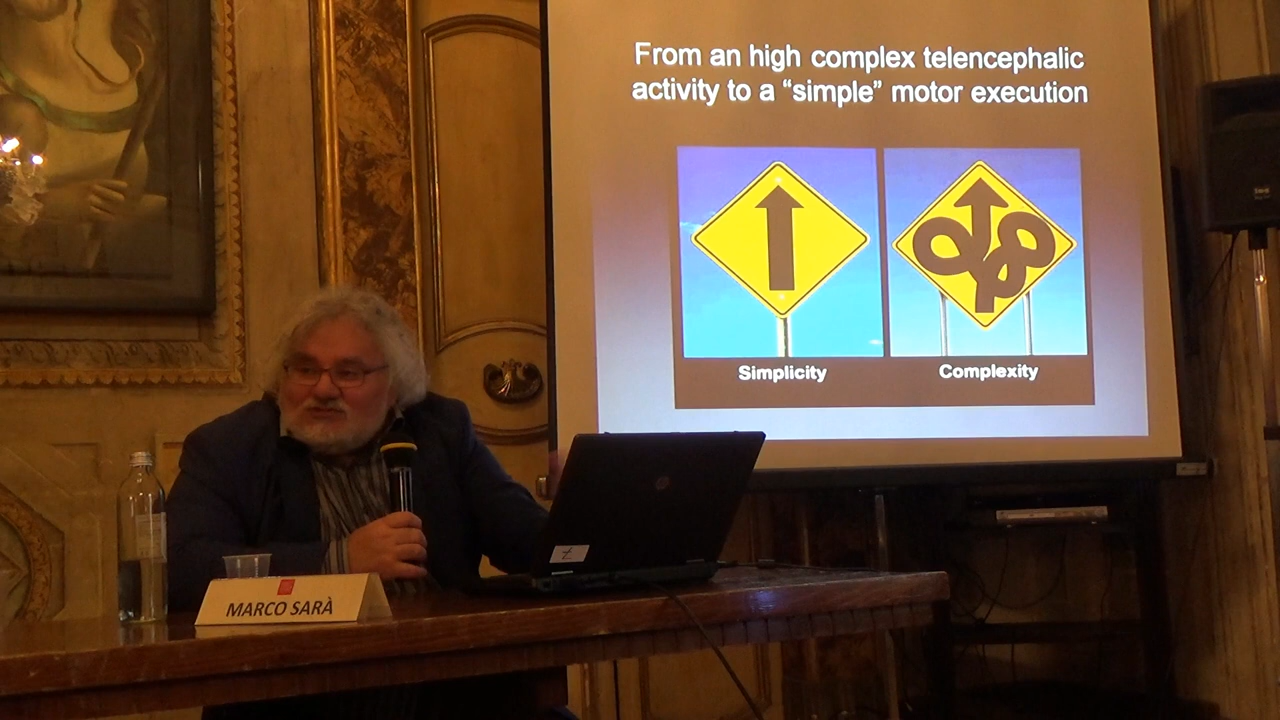 From an high complex telencephalic
activity to a “simple” motor execution
Simplicity
Complexity
MARCO SARÀ